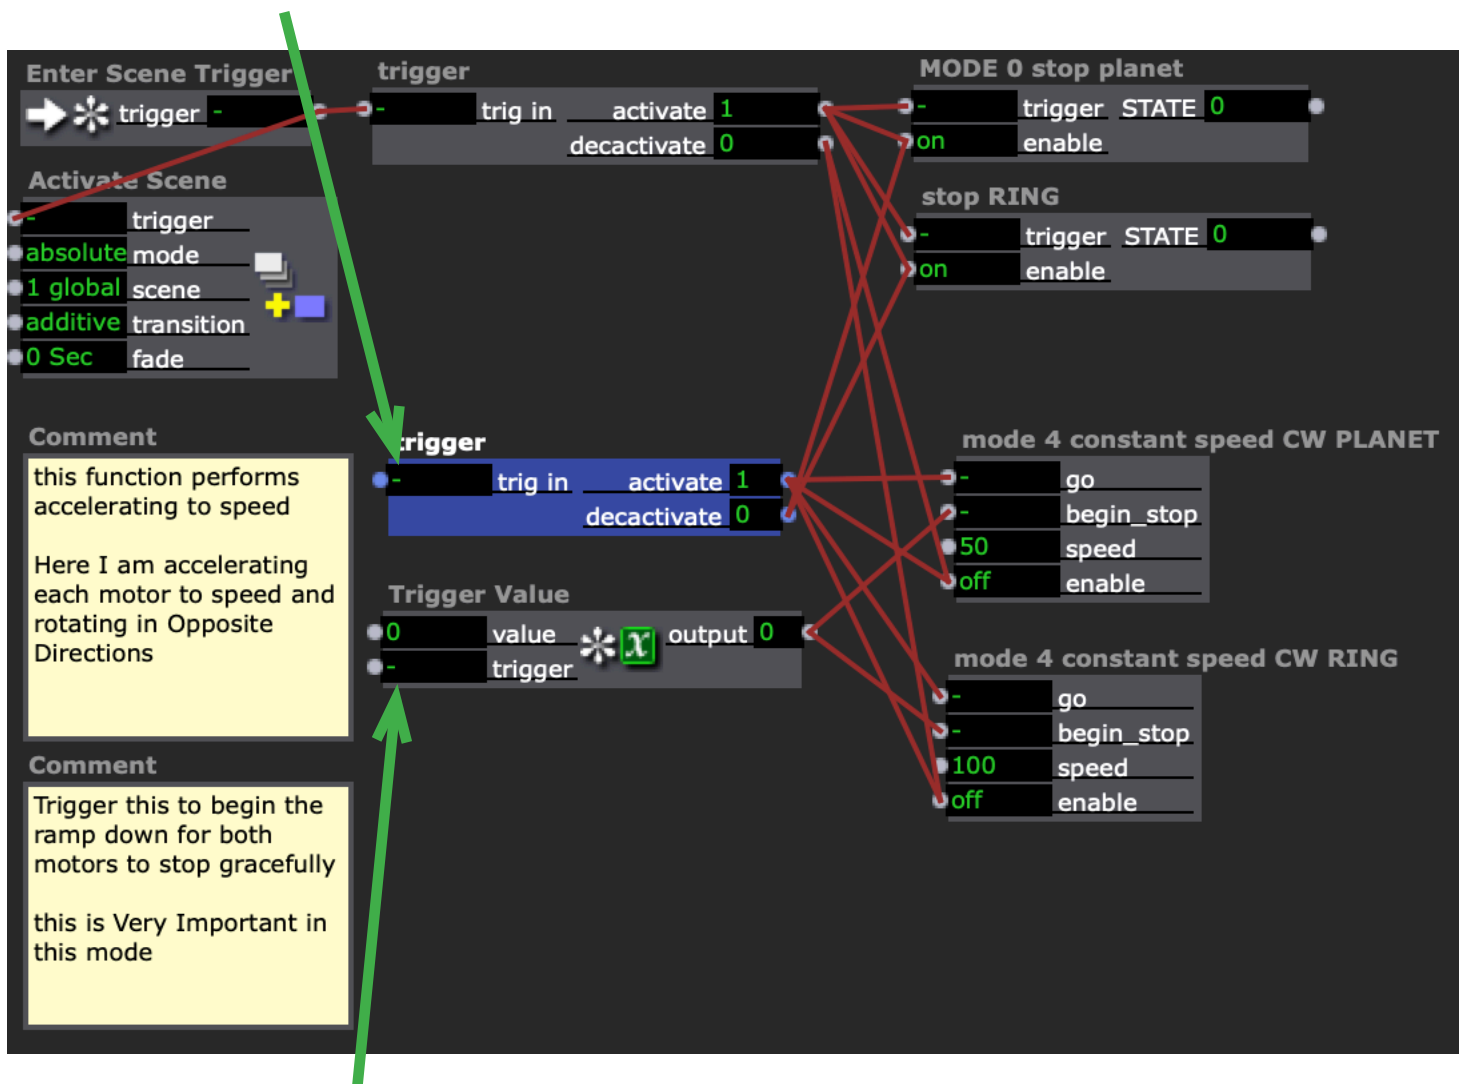 Enter Scene Trigger
trigger -
trigger
- trig in activate 1
decactivate 0
MODE 0 stop planet
- trigger STATE 0
on enable
Activate Scene
- trigger
absolute mode
1 global scene
additive transition
0 Sec fade
stop RING
- trigger STATE 0
on enable
Comment
this function performs
accelerating to speed
Here I am accelerating
each motor to speed and
rotating in Opposite
Directions
trigger
- trig in activate 1
decactivate 0
mode 4 constant speed CW PLANET
- go
- begin_stop
50 speed
off enable
Trigger Value
0 value x output 0
- trigger
mode 4 constant speed CW RING
- go
- begin_stop
100 speed
off enable
Comment
Trigger this to begin the
ramp down for both
motors to stop gracefully
this is Very Important in
this mode